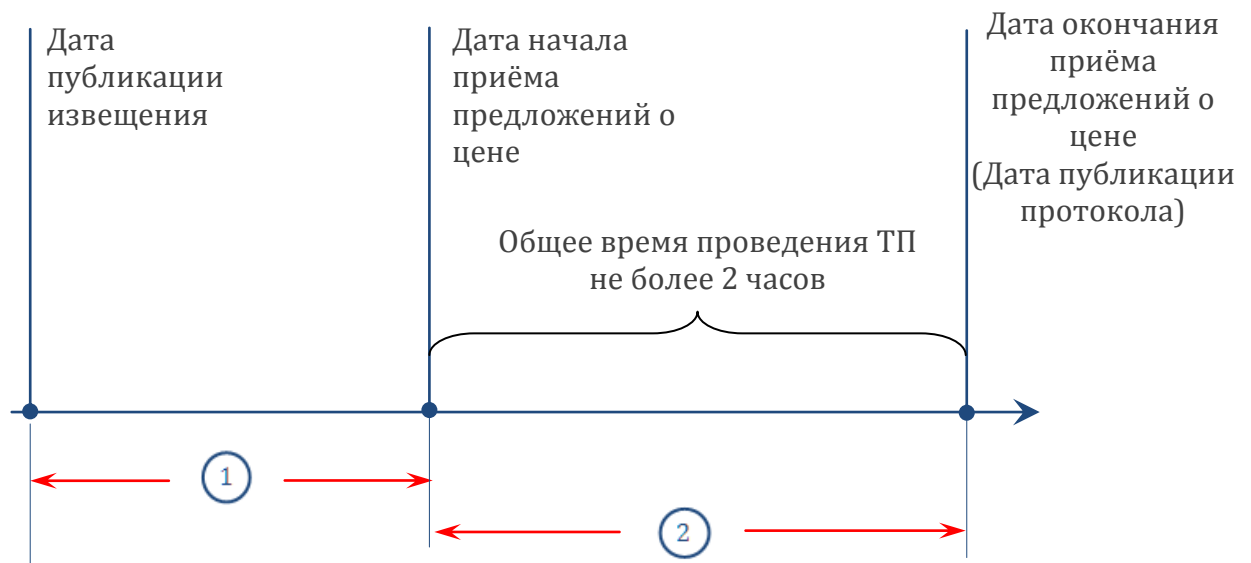 Дата
публикации
извещения
Дата начала
приёма
предложений о
цене
Дата окончания
приёма
предложений о
цене
(Дата публикации
протокола)
Общее время проведения ТП
не более 2 часов
1
2